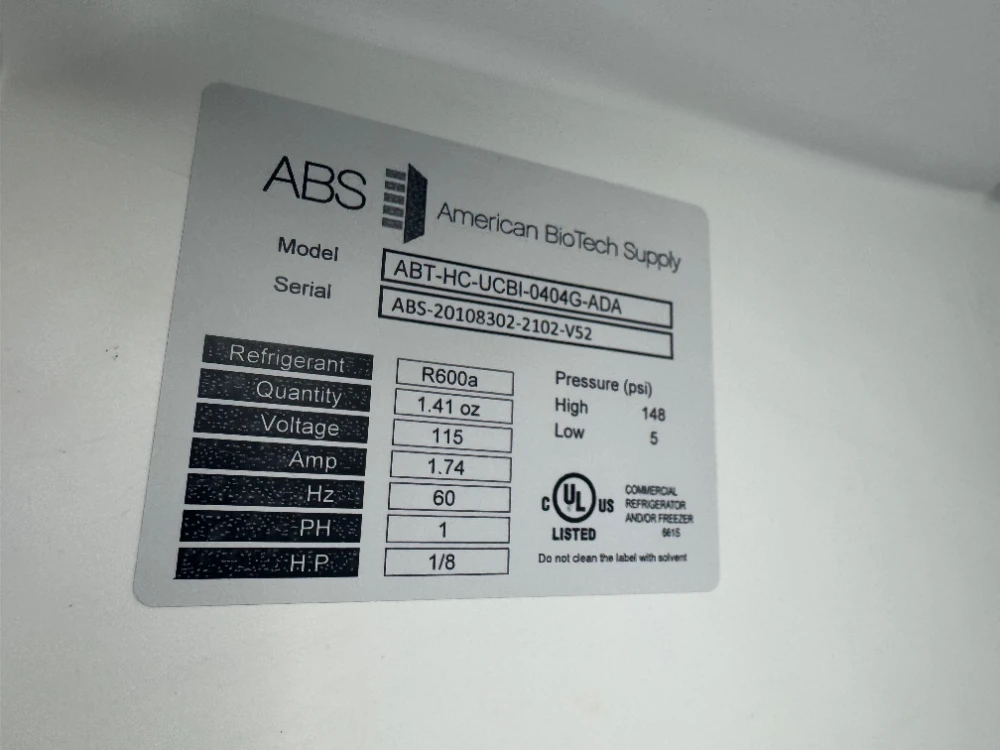 ABS American BioTech Supply
Model ABT-HC-UCBI-0404G-ADA
Serial ABS-20108302-2102-V52
Refrigerant R600a
Quantity 1.41 oz
Voltage 115
Amp 1.74
Hz 60
PH 1
H.P 1/8
Pressure (psi)
High 148
Low 5
C UL US
LISTED
COMMERCIAL
REFRIGERATOR
AND/OR FREEZER
6615
Do not clean the label with solvent